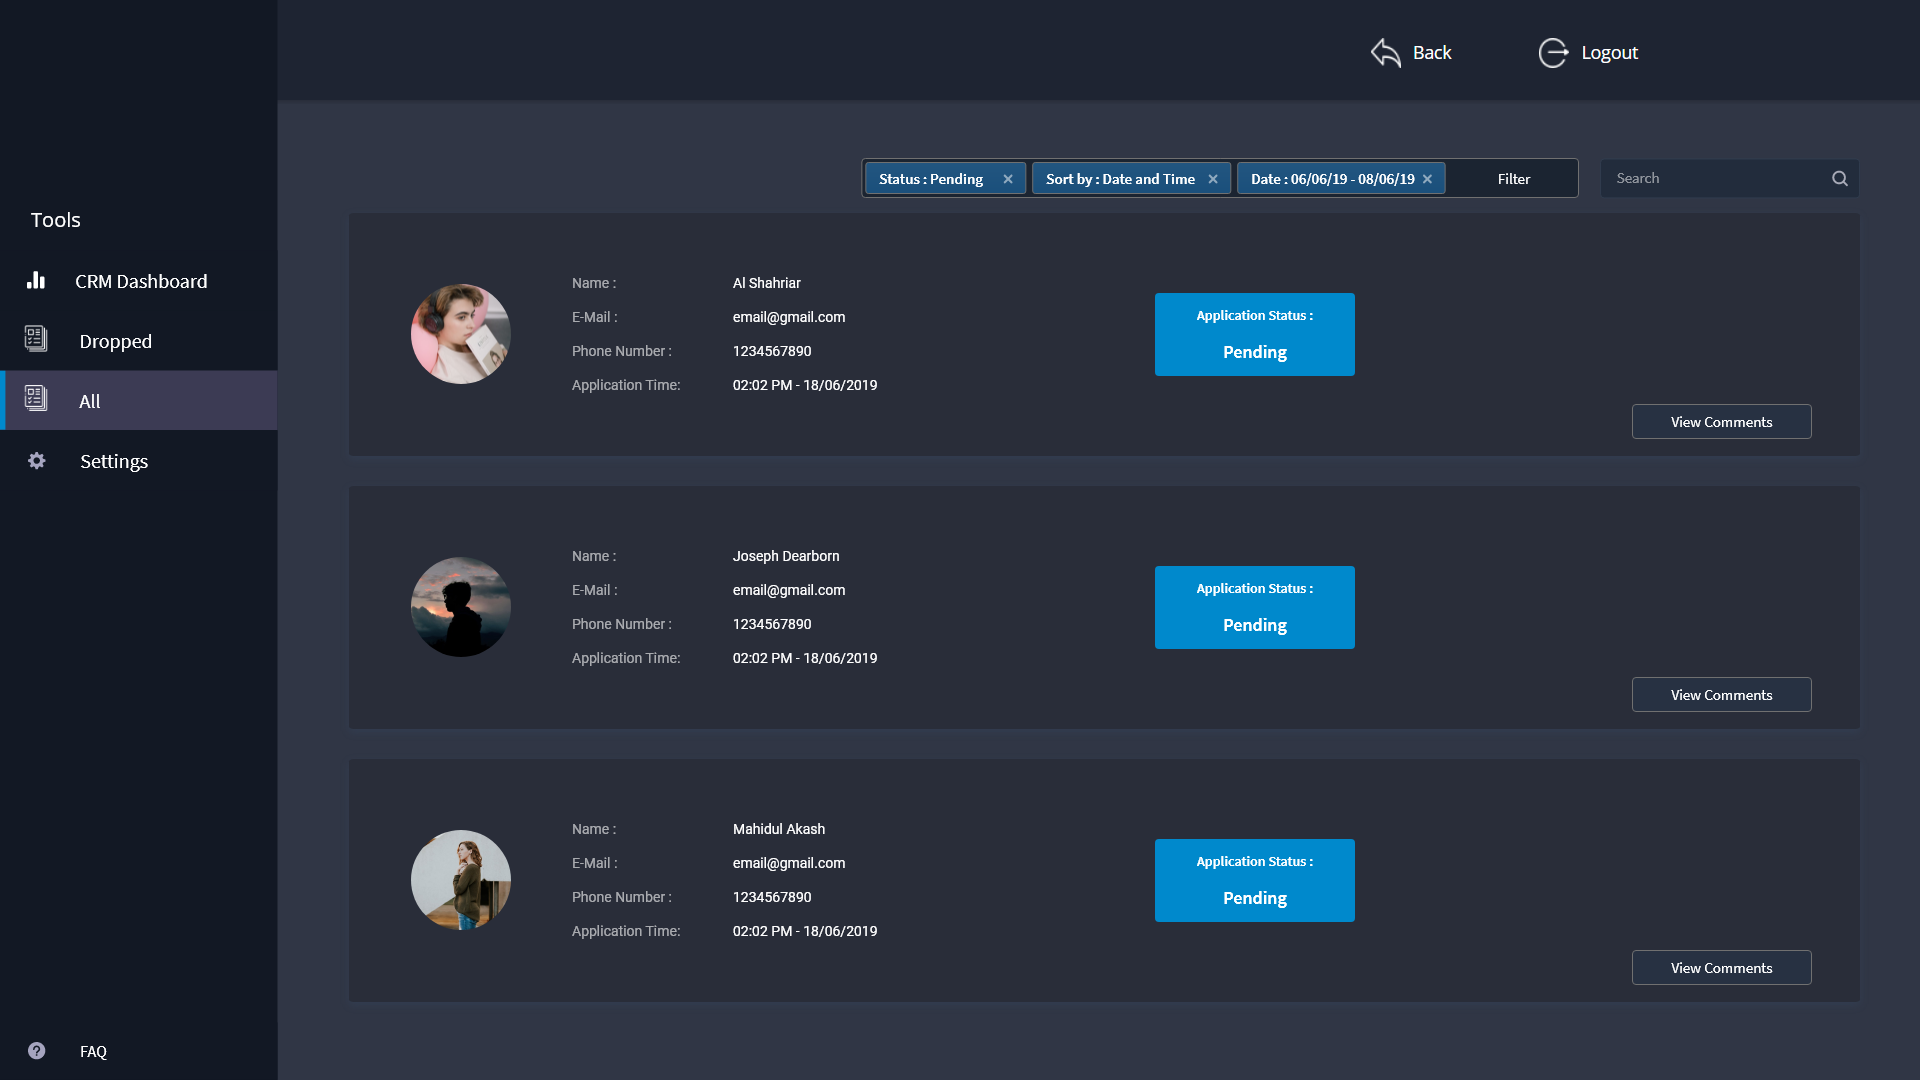 Back
Logout
Status : Pending
Sort by : Date and Time
Date : 06/06/19 - 08/06/19
Filter
Search
Tools
CRM Dashboard
Dropped
All
Settings
FAQ
Name : Al Shahriar
E-Mail : email@gmail.com
Phone Number : 1234567890
Application Time: 02:02 PM - 18/06/2019
Application Status :
Pending
View Comments
Name : Joseph Dearborn
E-Mail : email@gmail.com
Phone Number : 1234567890
Application Time: 02:02 PM - 18/06/2019
Application Status :
Pending
View Comments
Name : Mahidul Akash
E-Mail : email@gmail.com
Phone Number : 1234567890
Application Time: 02:02 PM - 18/06/2019
Application Status :
Pending
View Comments